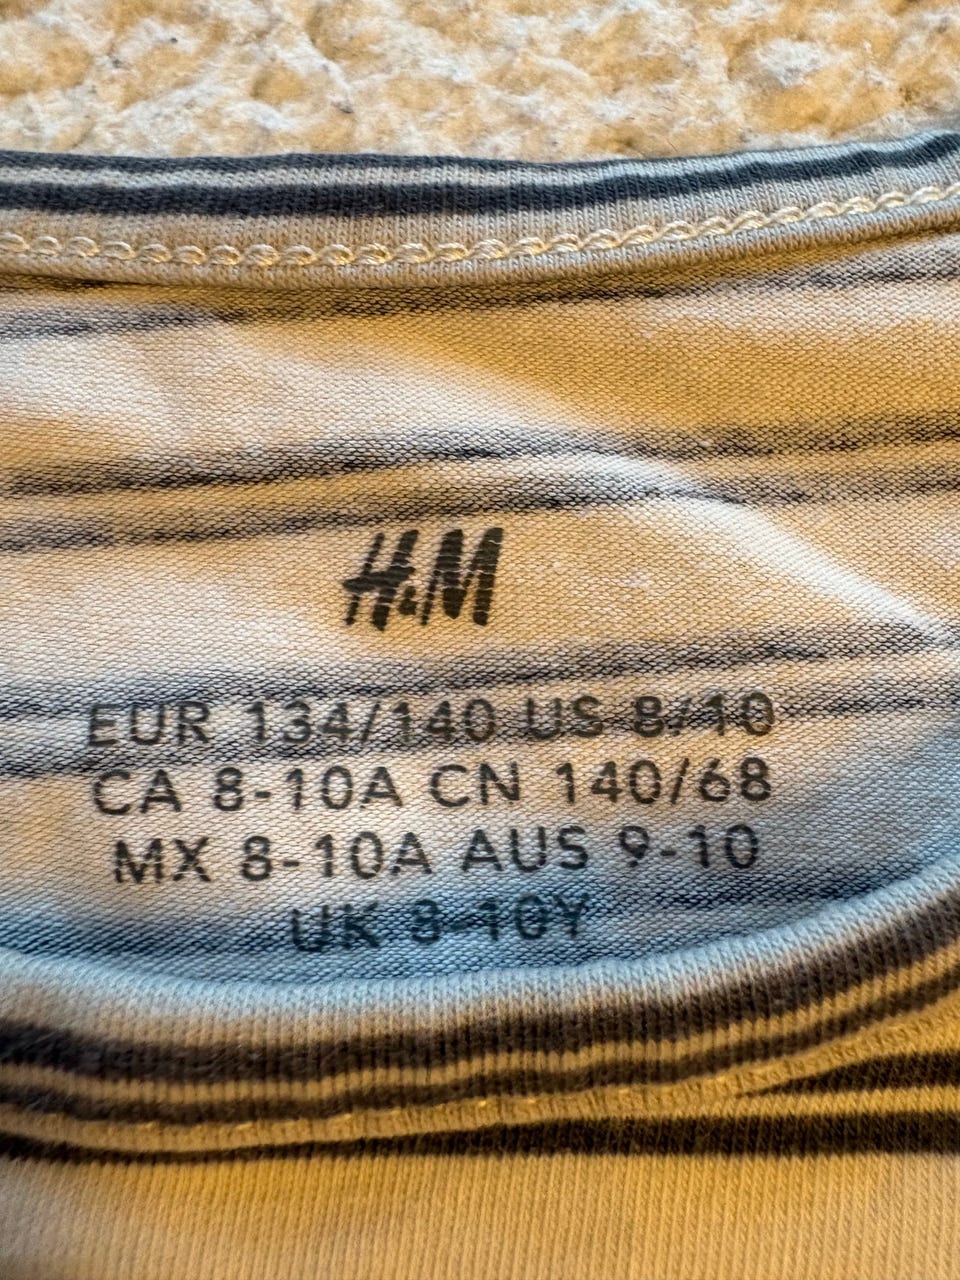 H&M
EUR 134/140 US 8/10
CA 8-10A CN 140/68
MX 8-10A AUS 9-10
UK 8-10Y